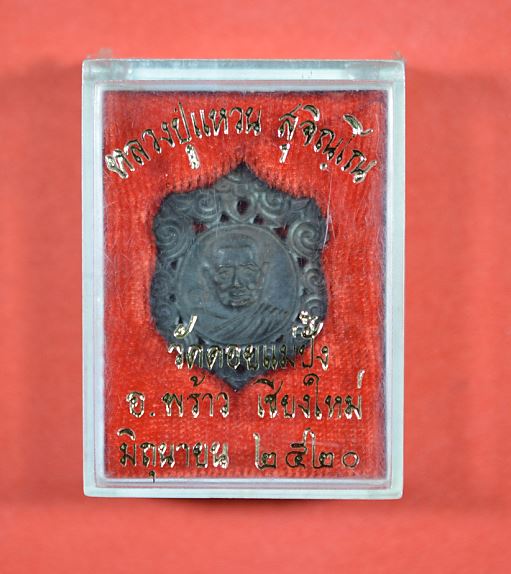 หลวงปู่แหวน สุจิณฺโณ
วัดดอยแม่ปั๋ง
อ.พร้าว เชียงใหม่
มิถุนายน ๒๕๒๐